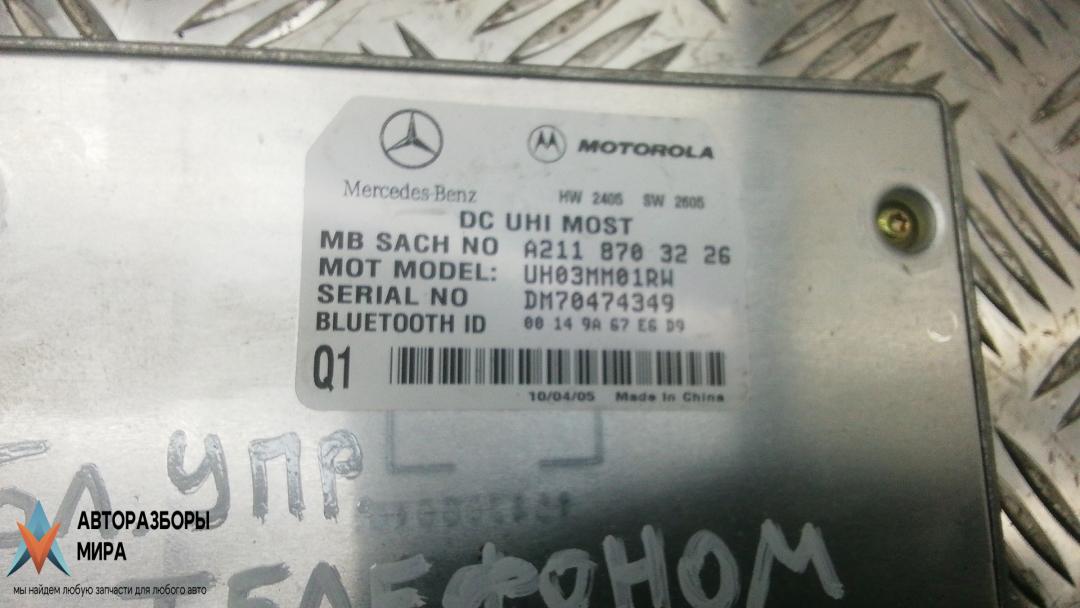 MOTOROLA
Mercedes-Benz
HW 2405 SW 2605
DC UHI MOST
MB SACH NO A211 870 32 26
MOT MODEL: UH03MM01RW
SERIAL NO DM70474349
BLUETOOTH ID 00 14 9A 67 E6 D9
Q1
10/04/05 Made In China
БЛ. УПР
ТЕЛЕФОНОМ
АВТОРАЗБОРЫ
МИРА
мы найдем любую запчасти для любого авто